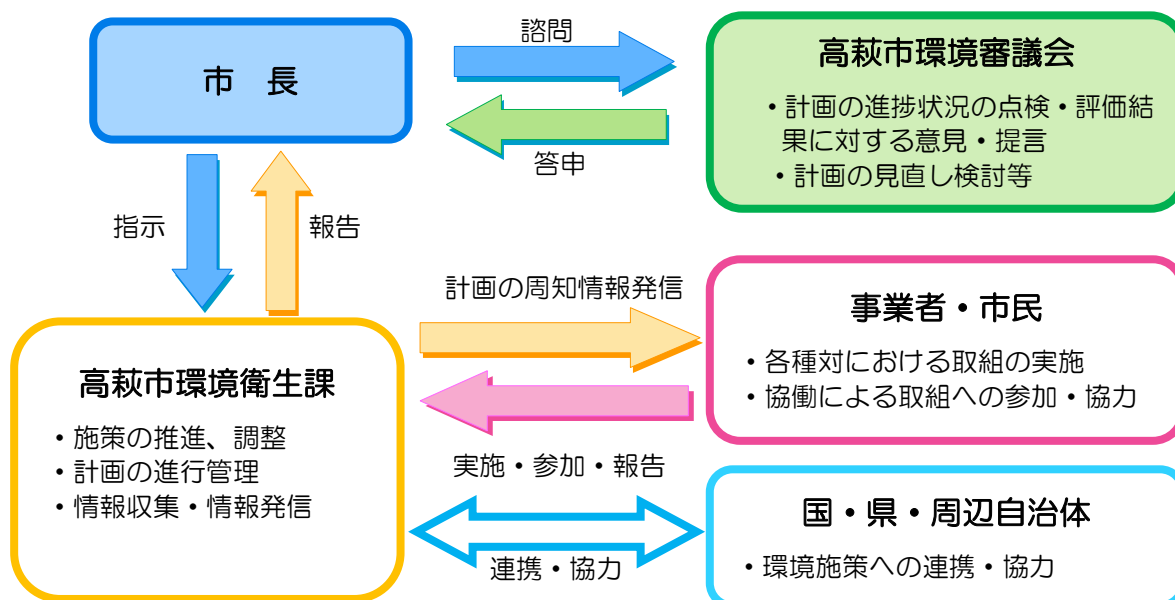 市　長
諮問
答申
高萩市環境審議会
・計画の進捗状況の点検・評価結
果に対する意見・提言
・計画の見直し検討等
指示
報告
計画の周知情報発信
事業者・市民
・各種対における取組の実施
・協働による取組への参加・協力
高萩市環境衛生課
・施策の推進、調整
・計画の進行管理
・情報収集・情報発信
実施・参加・報告
連携・協力
国・県・周辺自治体
・環境施策への連携・協力